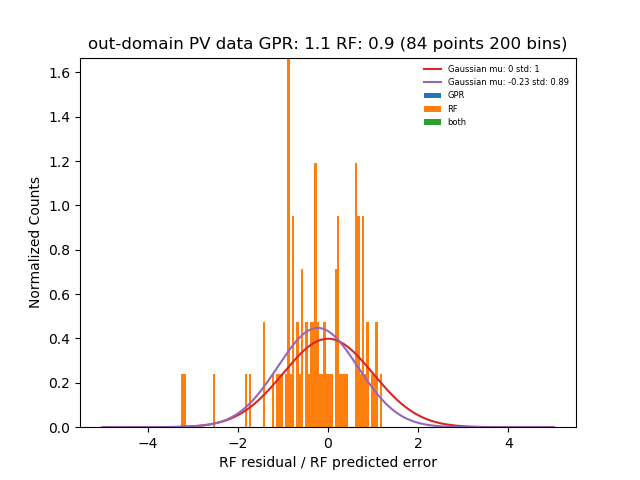 out-domain PV data GPR: 1.1 RF: 0.9 (84 points 200 bins)
Gaussian mu: 0 std: 1
Gaussian mu: -0.23 std: 0.89
GPR
RF
both
Normalized Counts
1.6
1.4
1.2
1.0
0.8
0.6
0.4
0.2
0.0
−4
−2
0
2
4
RF residual / RF predicted error